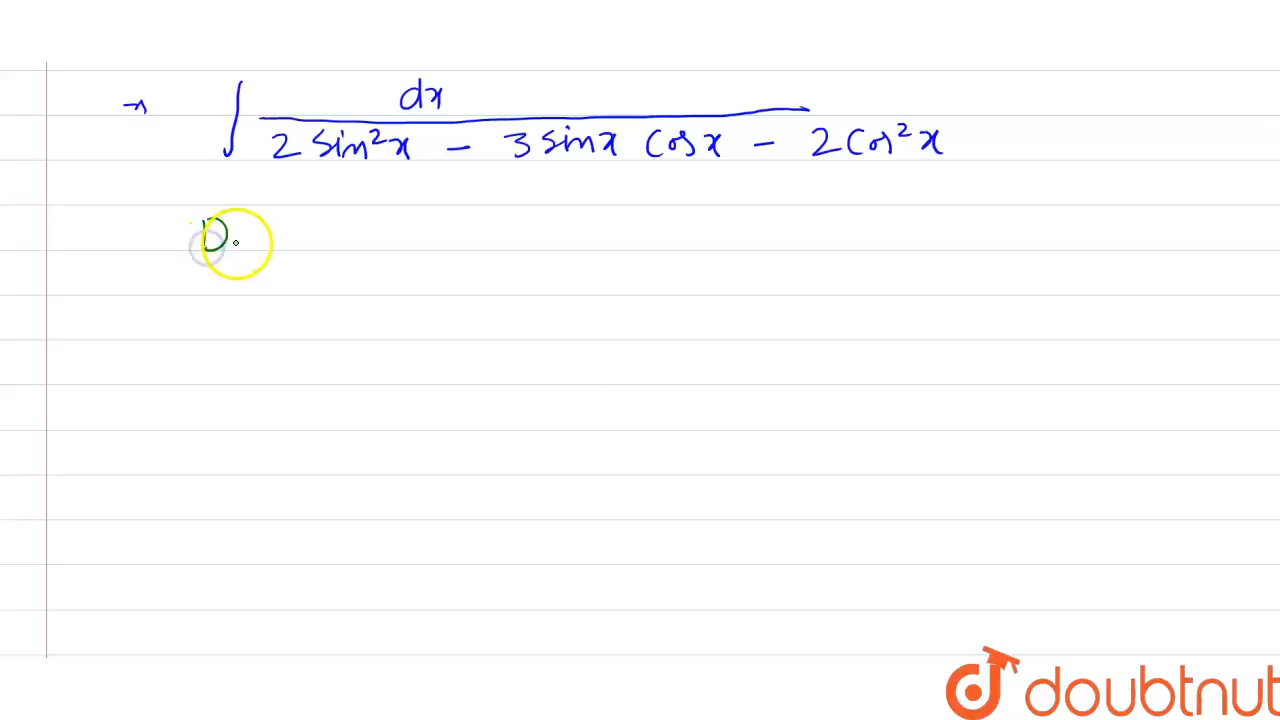 → ∫ dx / 2 sin²x - 3 sinx cosx - 2 cos²x
D
doubtnut